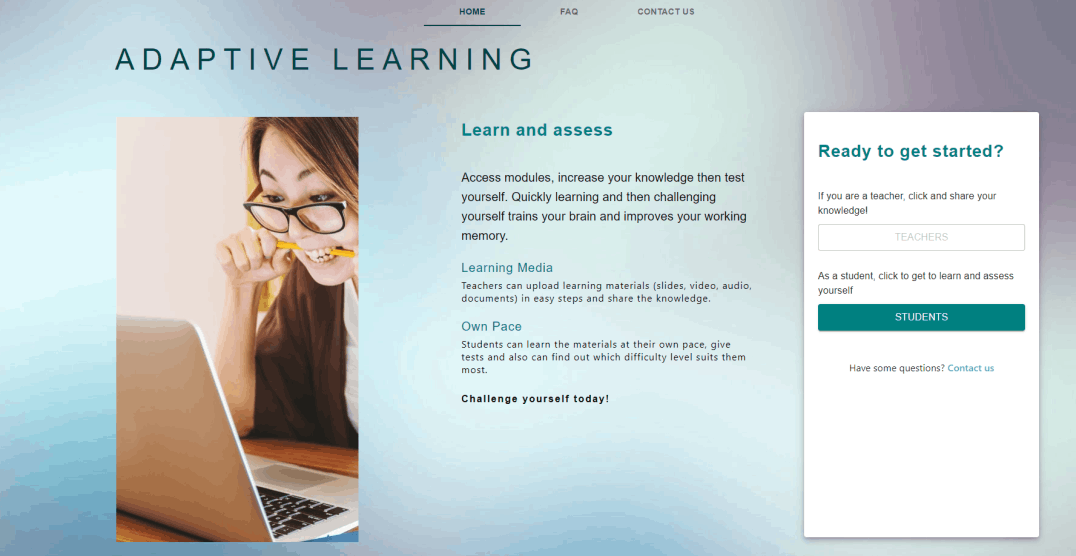 HOME FAQ CONTACT US
ADAPTIVE LEARNING
Learn and assess
Access modules, increase your knowledge then test
yourself. Quickly learning and then challenging
yourself trains your brain and improves your working
memory.
Learning Media
Teachers can upload learning materials (slides, video, audio,
documents) in easy steps and share the knowledge.
Own Pace
Students can learn the materials at their own pace, give
tests and also can find out which difficulty level suits them
most.
Challenge yourself today!
Ready to get started?
If you are a teacher, click and share your
knowledge!
TEACHERS
As a student, click to get to learn and assess
yourself
STUDENTS
Have some questions? Contact us